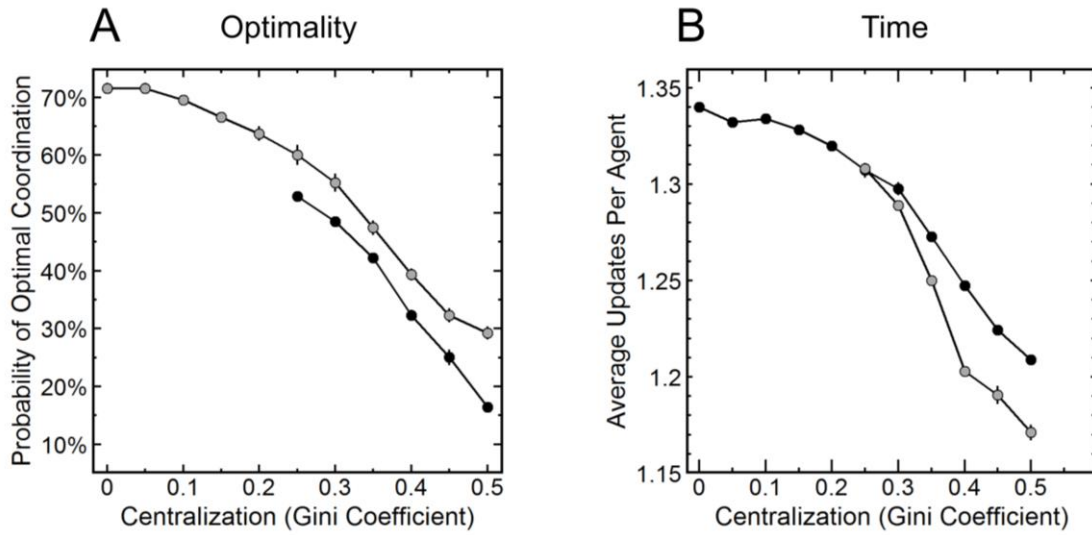 A Optimality
Probability of Optimal Coordination
70%
60%
50%
40%
30%
20%
10%
0 0.1 0.2 0.3 0.4 0.5
Centralization (Gini Coefficient)
B Time
Average Updates Per Agent
1.35
1.3
1.25
1.2
1.15
0 0.1 0.2 0.3 0.4 0.5
Centralization (Gini Coefficient)